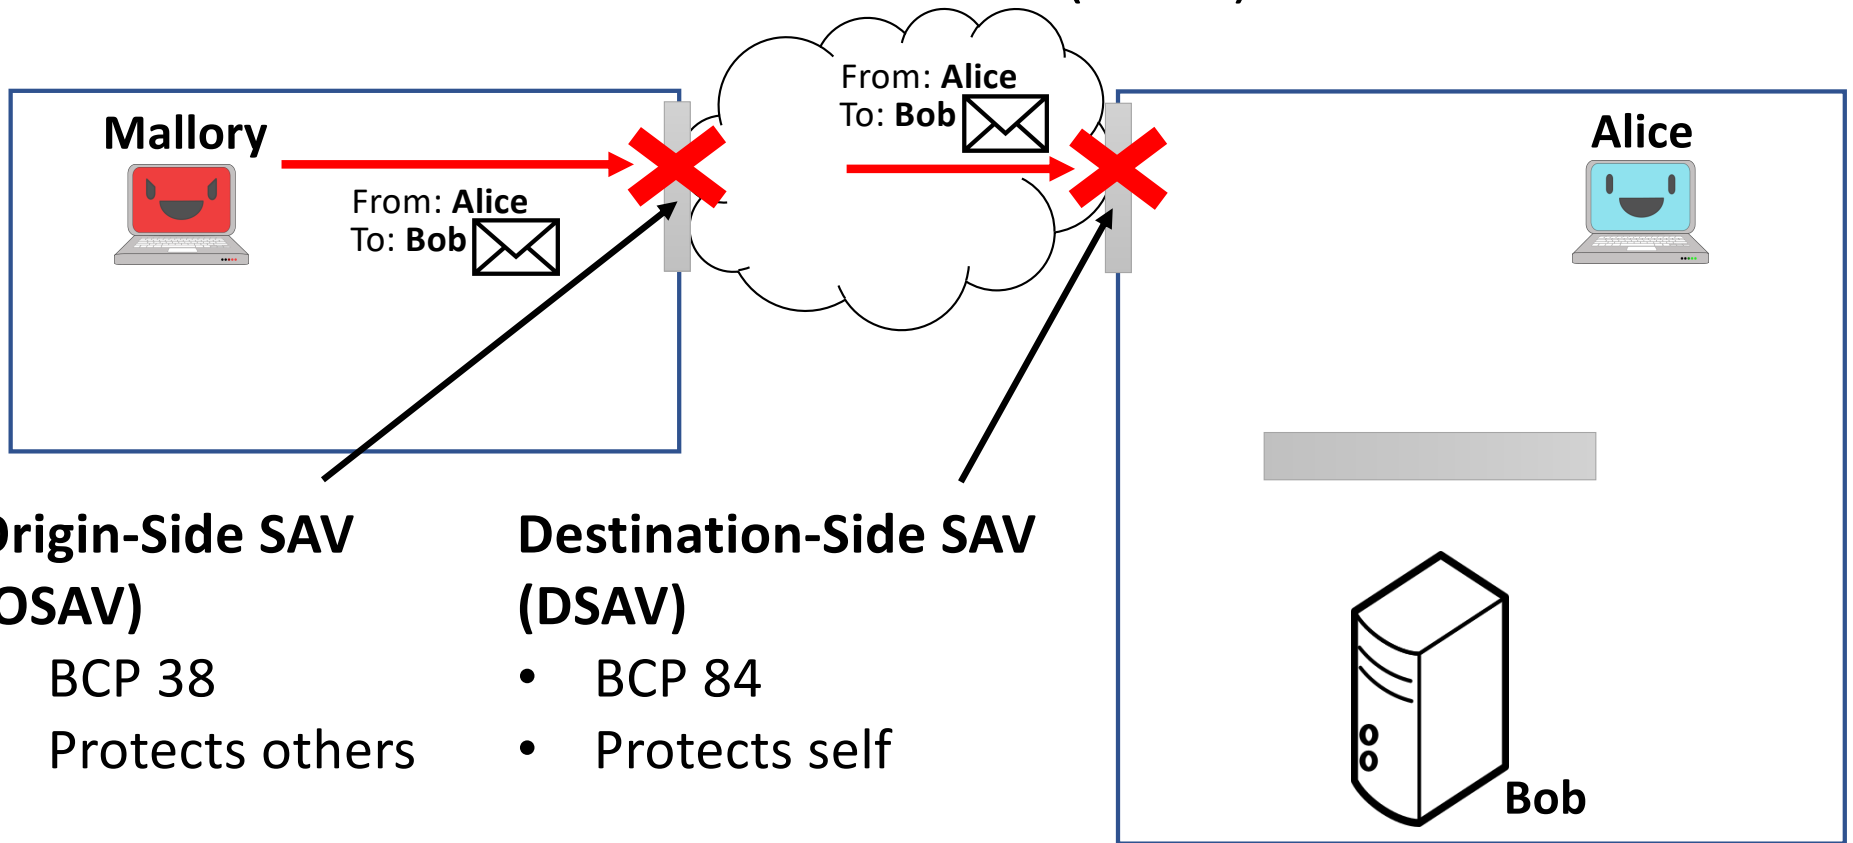 Mallory
From: Alice
To: Bob
From: Alice
To: Bob
Alice
rigin-Side SAV
OSAV)
BCP 38
Protects others
Destination-Side SAV
(DSAV)
• BCP 84
• Protects self
Bob